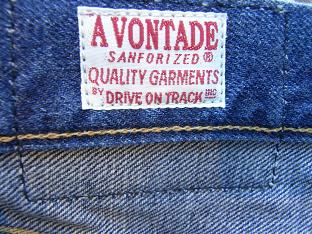 A VONTADE
SANFORIZED ®
QUALITY GARMENTS
BY DRIVE ON TRACK INC